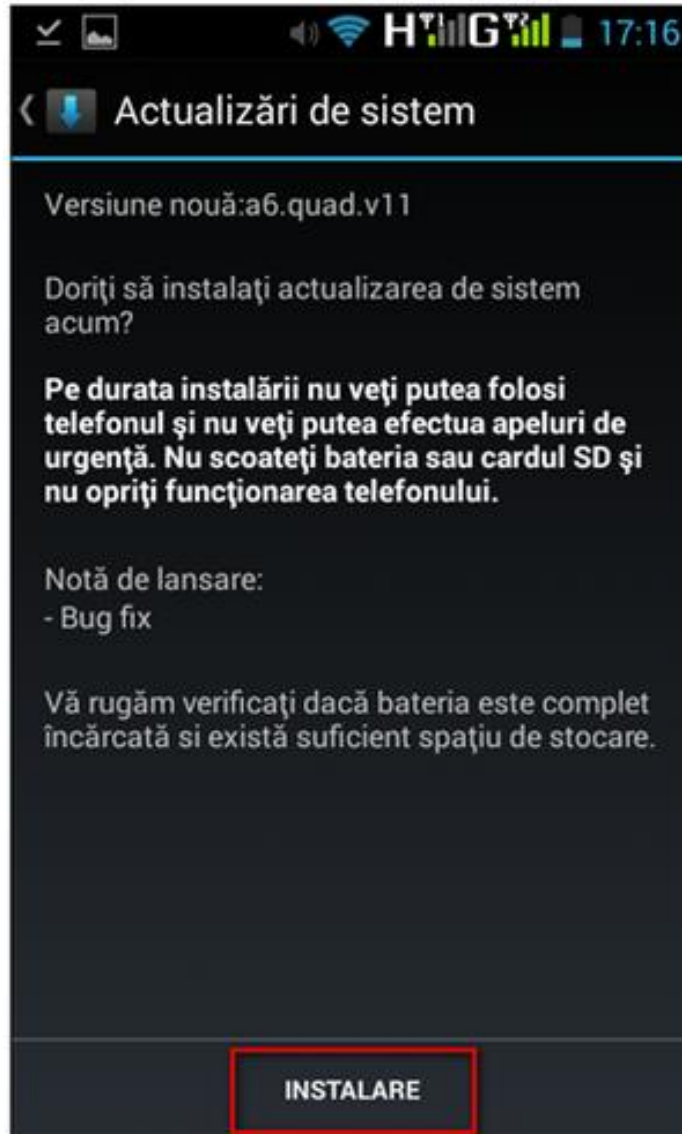 H G 17:16
Actualizări de sistem
Versiune nouă:a6.quad.v11
Doriţi să instalaţi actualizarea de sistem
acum?
Pe durata instalării nu veţi putea folosi
telefonul şi nu veţi putea efectua apeluri de
urgenţă. Nu scoateţi bateria sau cardul SD şi
nu opriţi funcţionarea telefonului.
Notă de lansare:
- Bug fix
Vă rugăm verificaţi dacă bateria este complet
încărcată si există suficient spaţiu de stocare.
INSTALARE